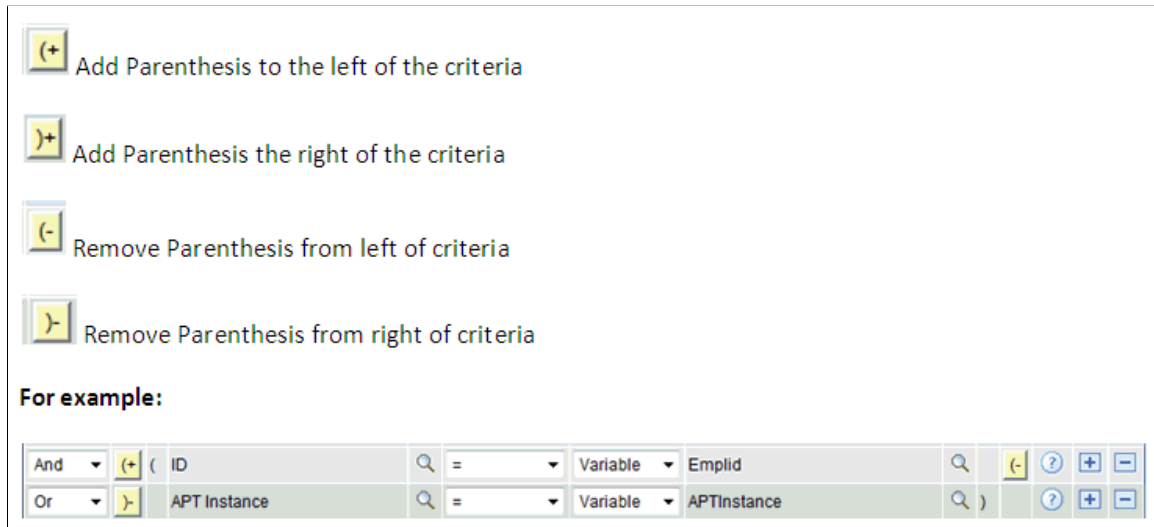 (+ Add Parenthesis to the left of the criteria
)+ Add Parenthesis the right of the criteria
(- Remove Parenthesis from left of criteria
)- Remove Parenthesis from right of criteria
For example:
And (+ ( ID = Variable Emplid (- ? + -
Or )- APT Instance = Variable APTInstance ) ? + -